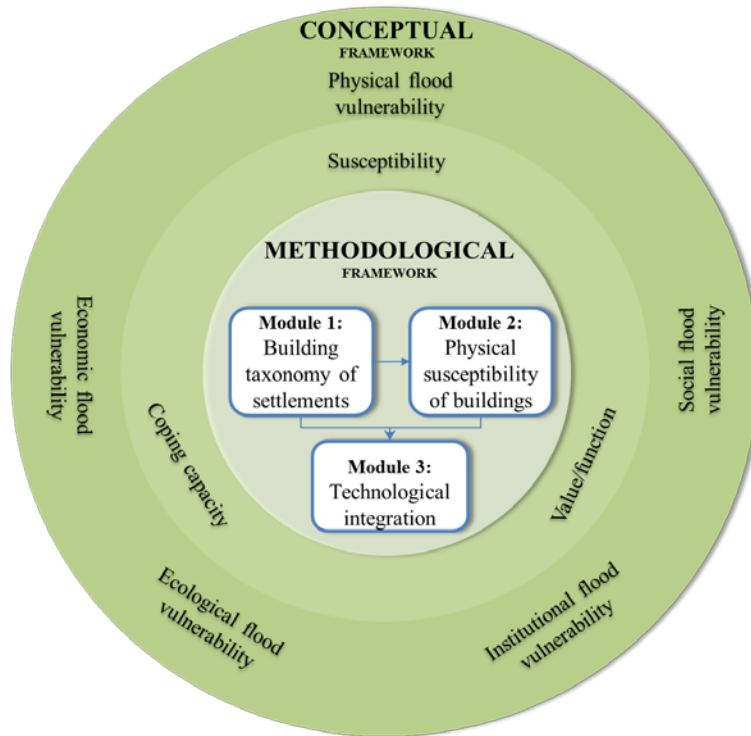 CONCEPTUAL
FRAMEWORK
Physical flood
vulnerability
Susceptibility
METHODOLOGICAL
FRAMEWORK
Module 1:
Building
taxonomy of
settlements
Module 2:
Physical
susceptibility
of buildings
Module 3:
Technological
integration
Economic flood
vulnerability
Social flood
vulnerability
Coping capacity
Value/function
Ecological flood
vulnerability
Institutional flood
vulnerability